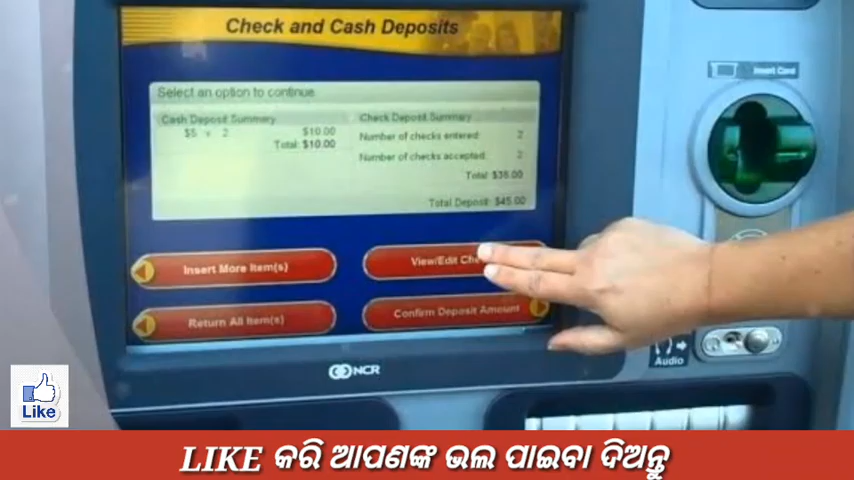 Check and Cash Deposits
Select an option to continue
Cash Deposit Summary
$5 x 2 $10.00
Total: $10.00
Check Deposit Summary
Number of checks entered: 2
Number of checks accepted: 2
Total: $35.00
Total Deposit: $45.00
Insert More Item(s)
View/Edit Che
Return All Item(s)
Confirm Deposit Amount
NCR
Insert Card
Audio
Like
LIKE କରି ଆପଣଙ୍କ ଭଲ ପାଇବା ଦିଅନ୍ତୁ